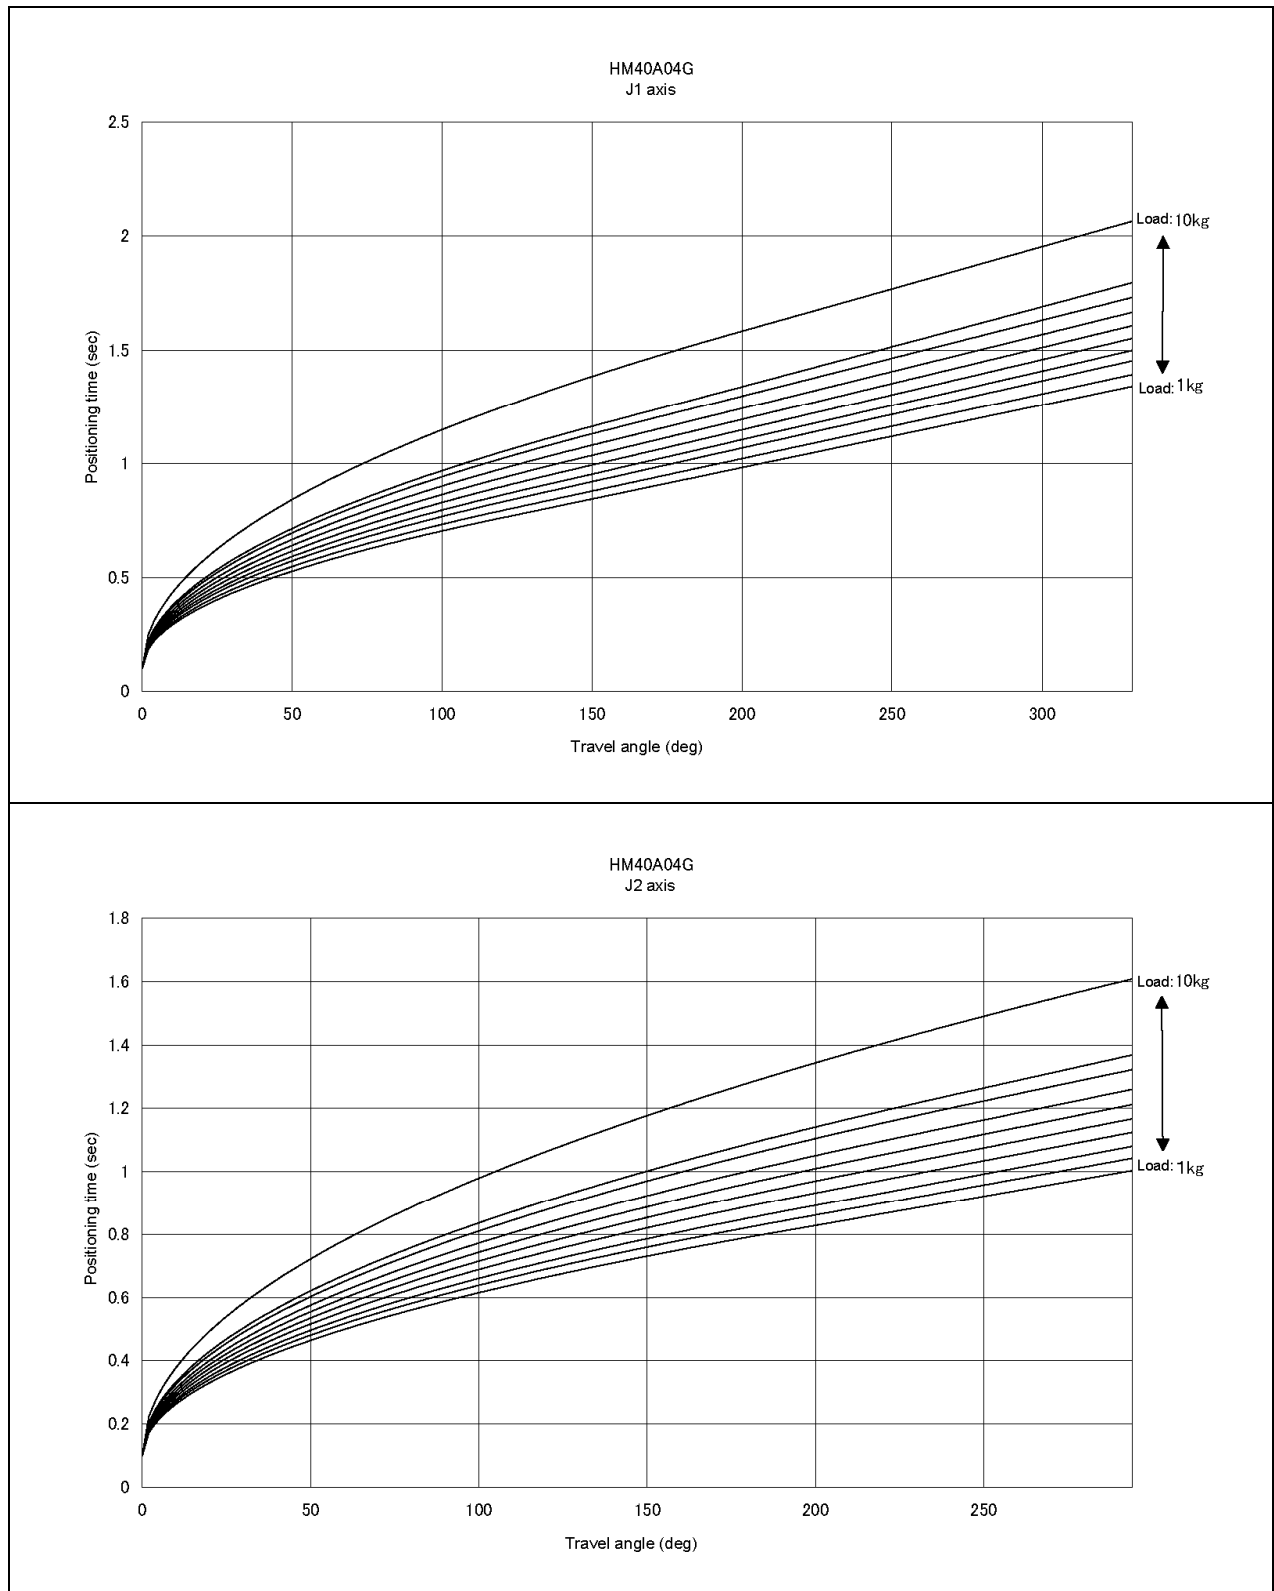 HM40A04G
J1 axis
2.5
2
1.5
1
0.5
0
Positioning time (sec)
0 50 100 150 200 250 300
Travel angle (deg)
Load: 10kg
Load: 1kg
HM40A04G
J2 axis
1.8
1.6
1.4
1.2
1
0.8
0.6
0.4
0.2
0
Positioning time (sec)
0 50 100 150 200 250
Travel angle (deg)
Load: 10kg
Load: 1kg